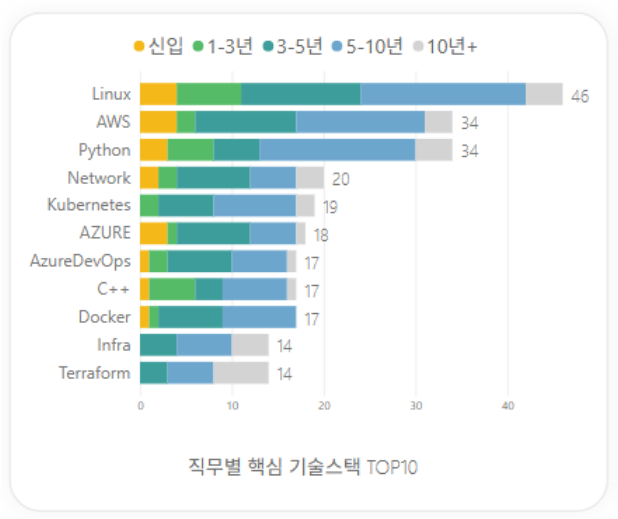 신입 1-3년 3-5년 5-10년 10년+
Linux 46
AWS 34
Python 34
Network 20
Kubernetes 19
AZURE 18
AzureDevOps 17
C++ 17
Docker 17
Infra 14
Terraform 14
0 10 20 30 40
직무별 핵심 기술스택 TOP10